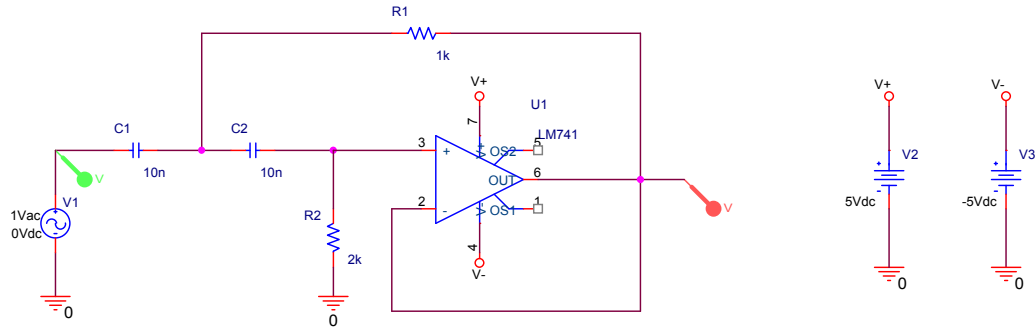 R1
1k
V+
7
U1
LM741
C1
10n
C2
10n
3
+
V+
OS2
5
OUT
6
2
-
V-
OS1
1
4
V-
V
V1
1Vac
0Vdc
+
-
0
R2
2k
0
V
V+
V2
+
-
5Vdc
0
V-
V3
+
-
-5Vdc
0